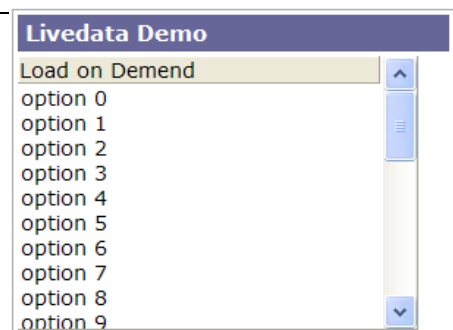 Livedata Demo
Load on Demend
option 0
option 1
option 2
option 3
option 4
option 5
option 6
option 7
option 8
option 9